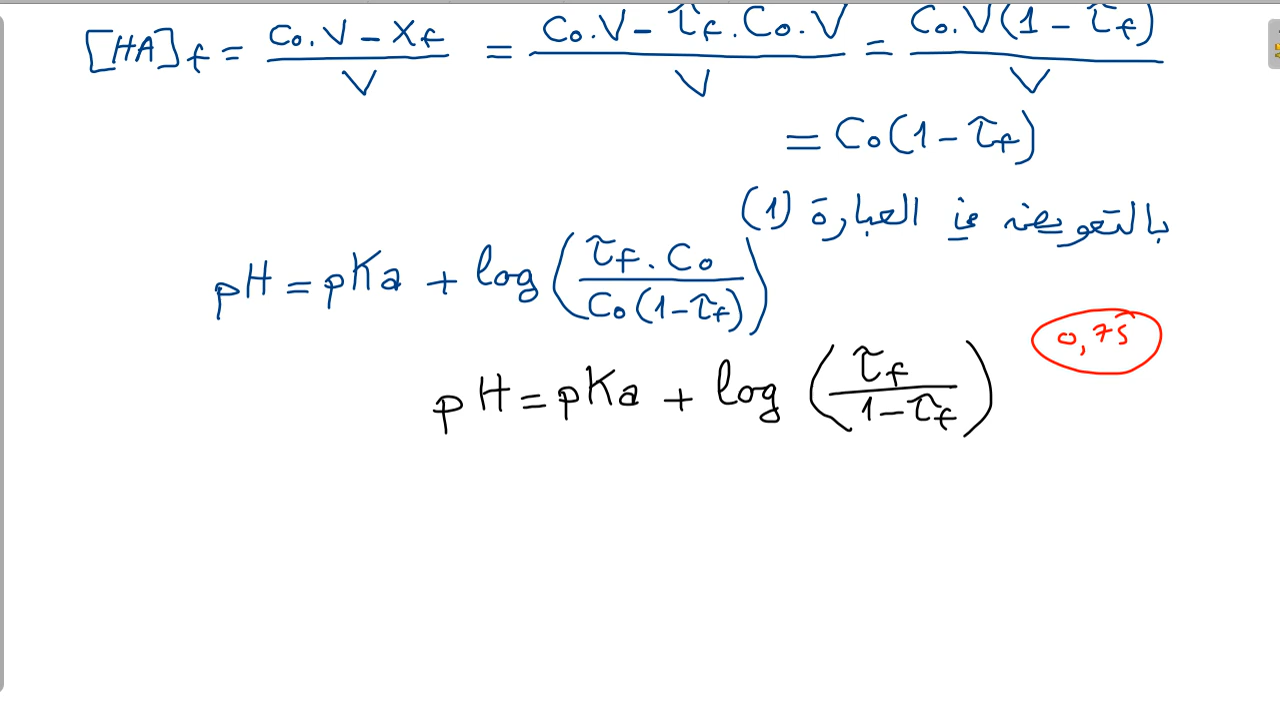 [HA]f = (C₀.V − Xf)/V = (C₀.V − τf.C₀.V)/V = C₀.V(1 − τf)/V
= C₀(1 − τf)
بالتعويض في العبارة (1)
pH = pKa + log(τf.C₀/C₀(1−τf))
0,75
pH = pKa + log(τf/1−τf)